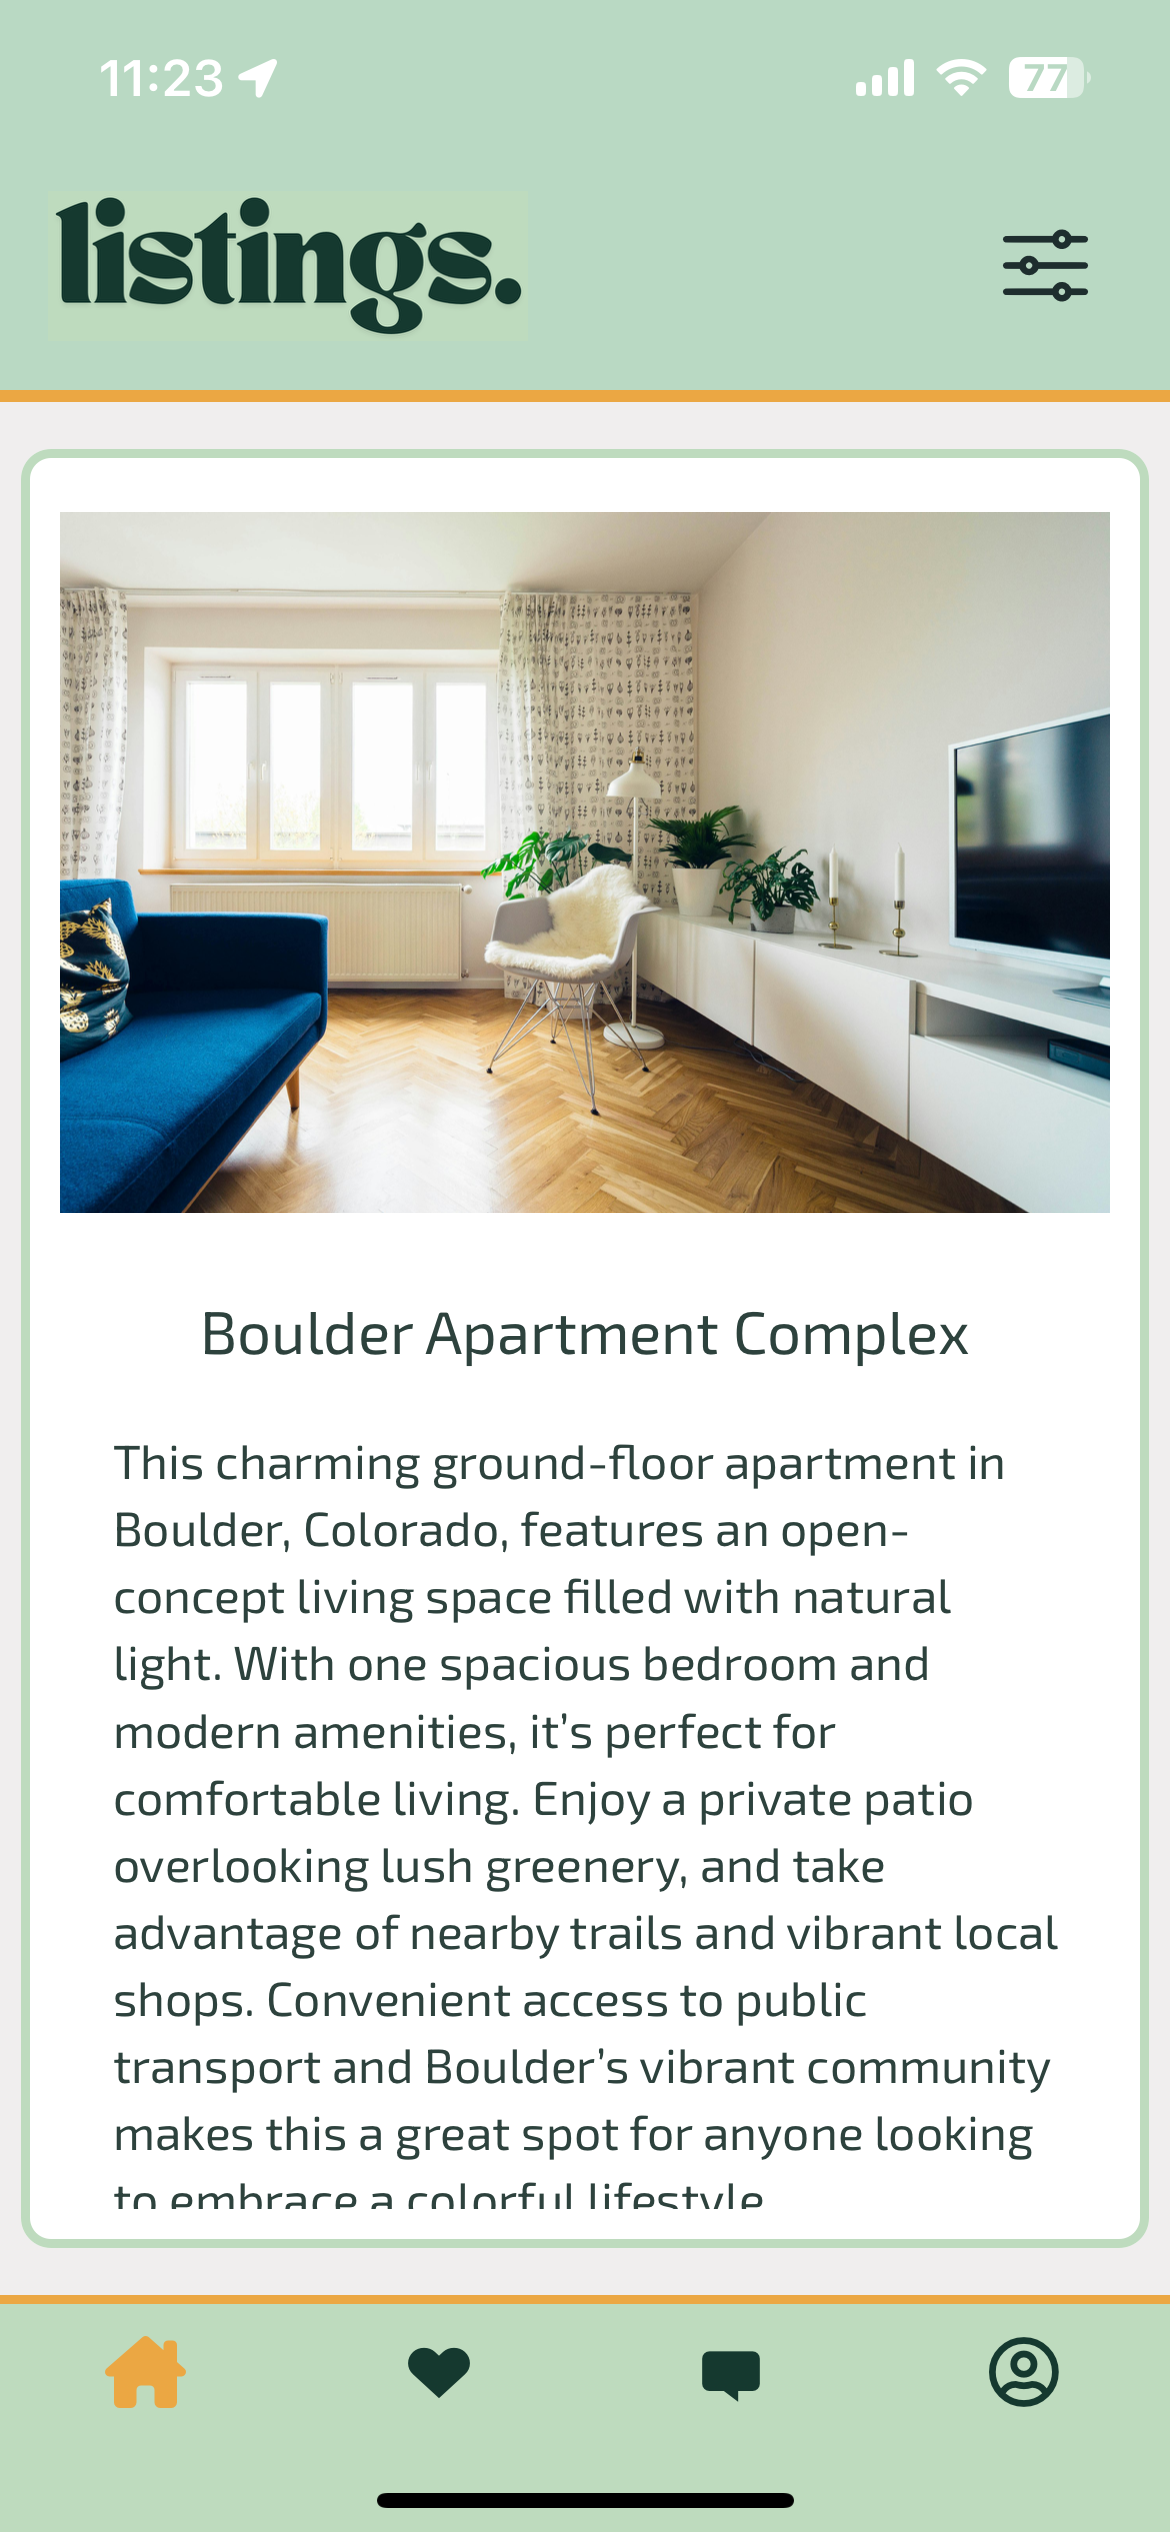 11:23
77
listings.
Boulder Apartment Complex
This charming ground-floor apartment in
Boulder, Colorado, features an open-
concept living space filled with natural
light. With one spacious bedroom and
modern amenities, it’s perfect for
comfortable living. Enjoy a private patio
overlooking lush greenery, and take
advantage of nearby trails and vibrant local
shops. Convenient access to public
transport and Boulder’s vibrant community
makes this a great spot for anyone looking
to embrace a colorful lifestyle